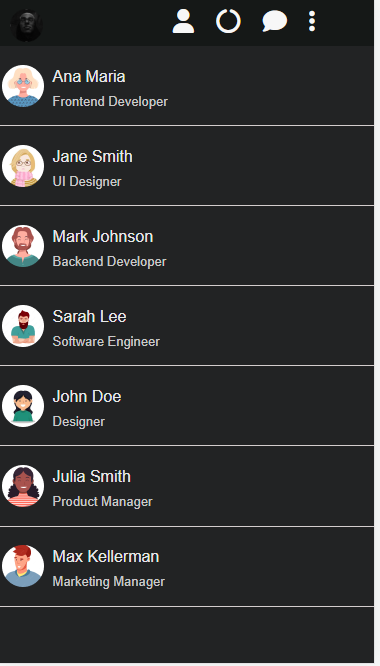 Ana Maria
Frontend Developer
Jane Smith
UI Designer
Mark Johnson
Backend Developer
Sarah Lee
Software Engineer
John Doe
Designer
Julia Smith
Product Manager
Max Kellerman
Marketing Manager